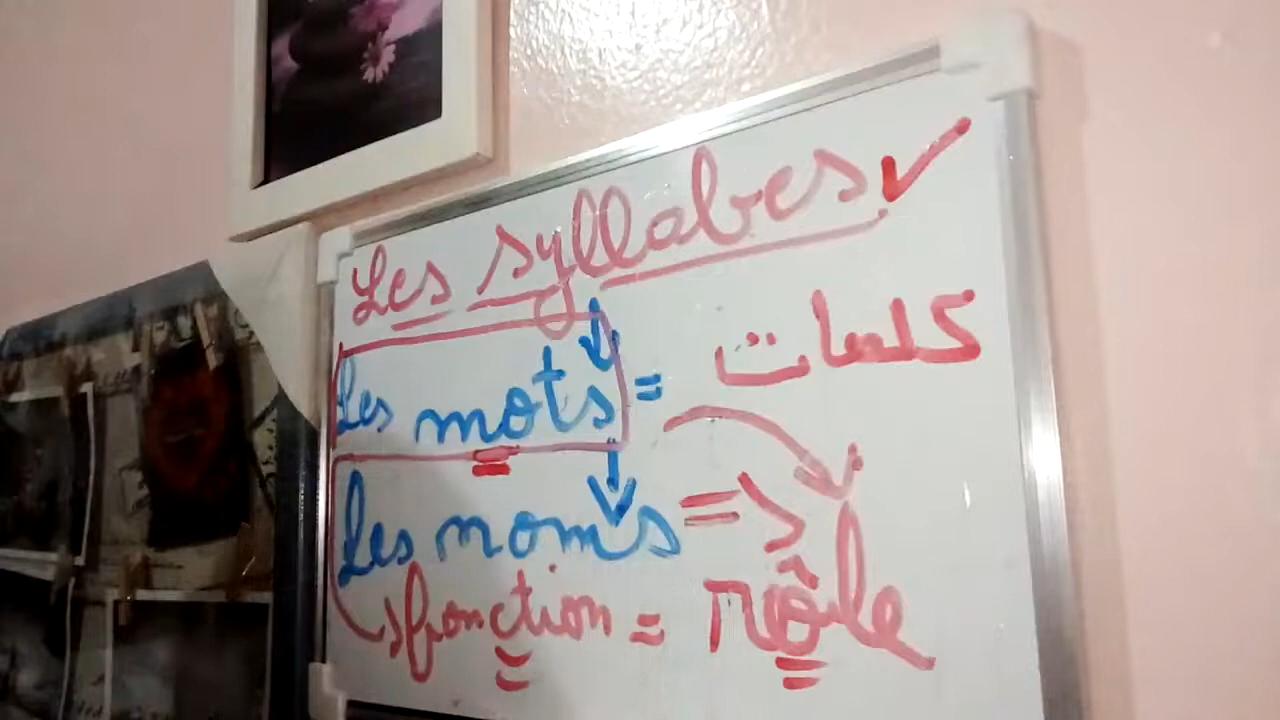 Les syllabes ✓
les mots = كلمات
les noms =>
fonction = rôle